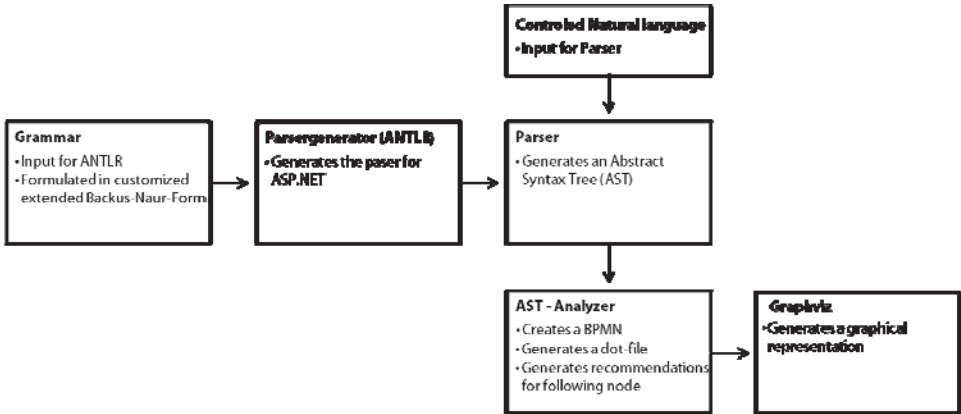 Controled Natural language
•Input for Parser
Grammar
•Input for ANTLR
•Formulated in customized
extended Backus-Naur-Form
Parsergenerator (ANTLR)
•Generates the paser for
ASP.NET
Parser
•Generates an Abstract
Syntax Tree (AST)
AST - Analyzer
•Creates a BPMN
•Generates a dot-file
•Generates recommendations
for following node
Graphviz
•Generates a graphical
representation